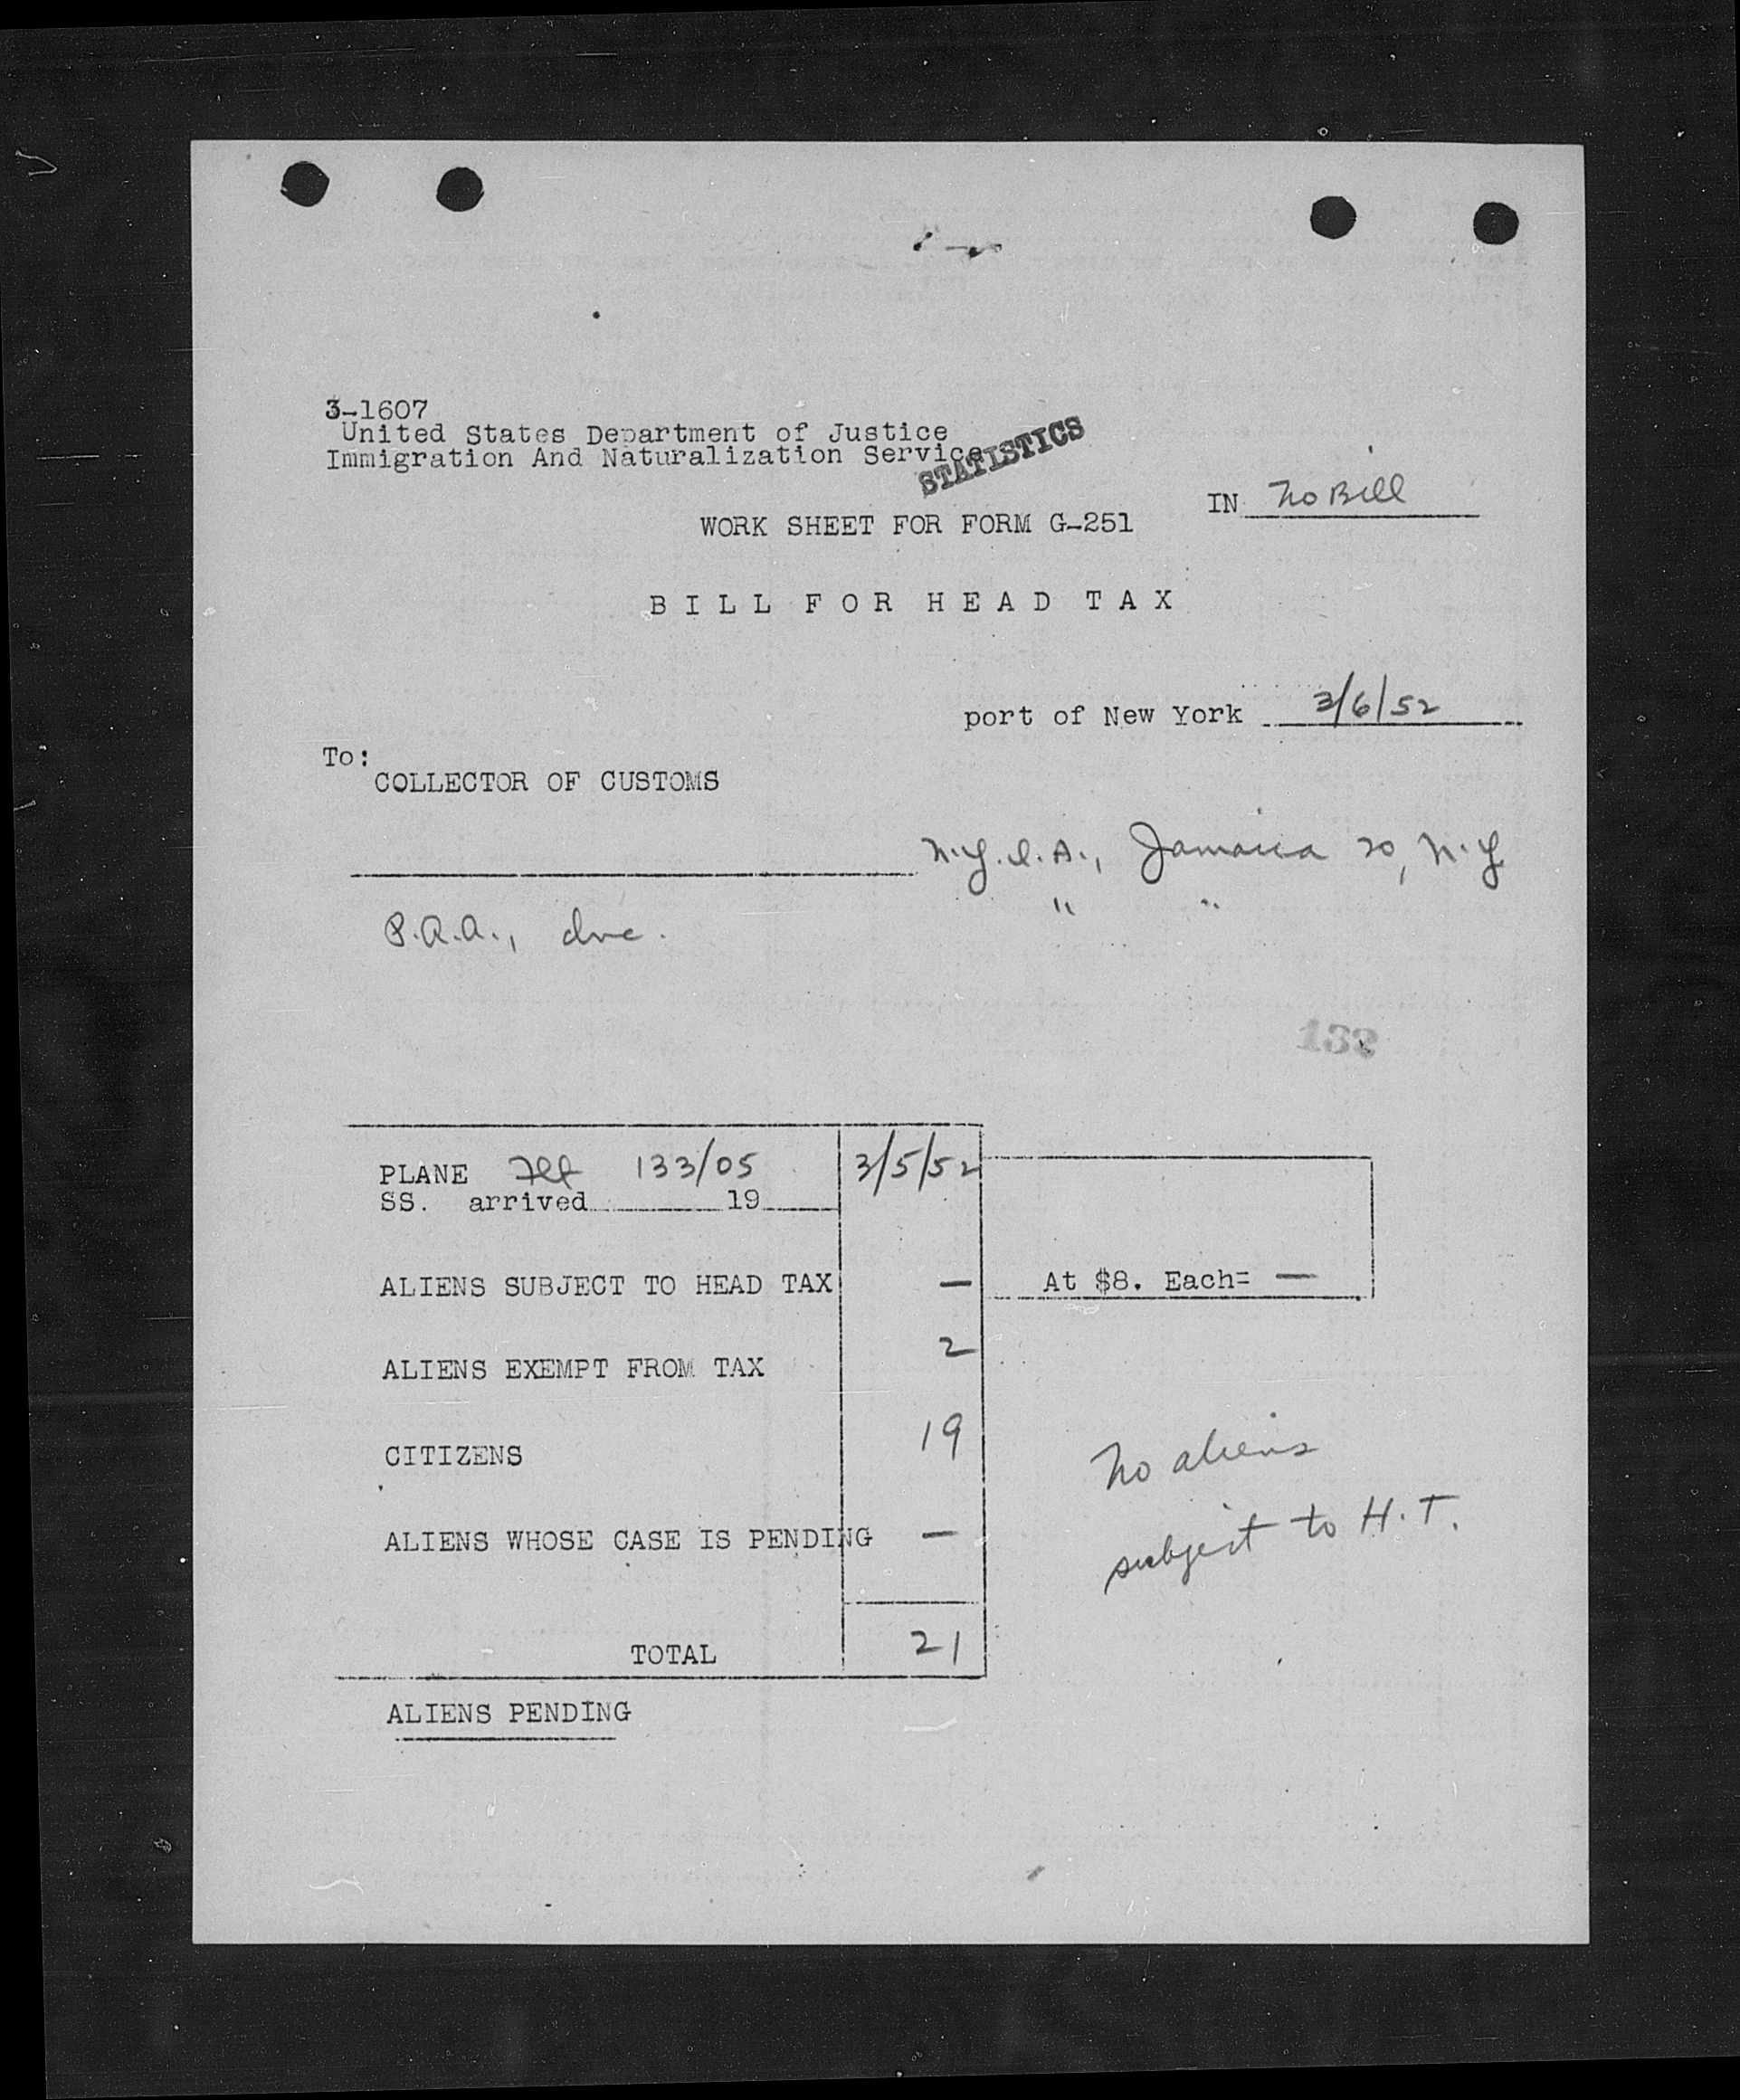 3-1607
United States Department of Justice
Immigration And Naturalization Service
STATISTICS
IN No Bill
WORK SHEET FOR FORM G-251
BILL FOR HEAD TAX
port of New York 3/6/52
To:
COLLECTOR OF CUSTOMS
N.Y.I.A., Jamaica 20, N.Y.
" "
P.A.A., Inc.
132
PLANE Flt 133/05 3/5/52
SS. arrived 19
ALIENS SUBJECT TO HEAD TAX — At $8. Each= —
ALIENS EXEMPT FROM TAX 2
CITIZENS 19
No aliens
subject to H.T.
ALIENS WHOSE CASE IS PENDING —
TOTAL 21
ALIENS PENDING